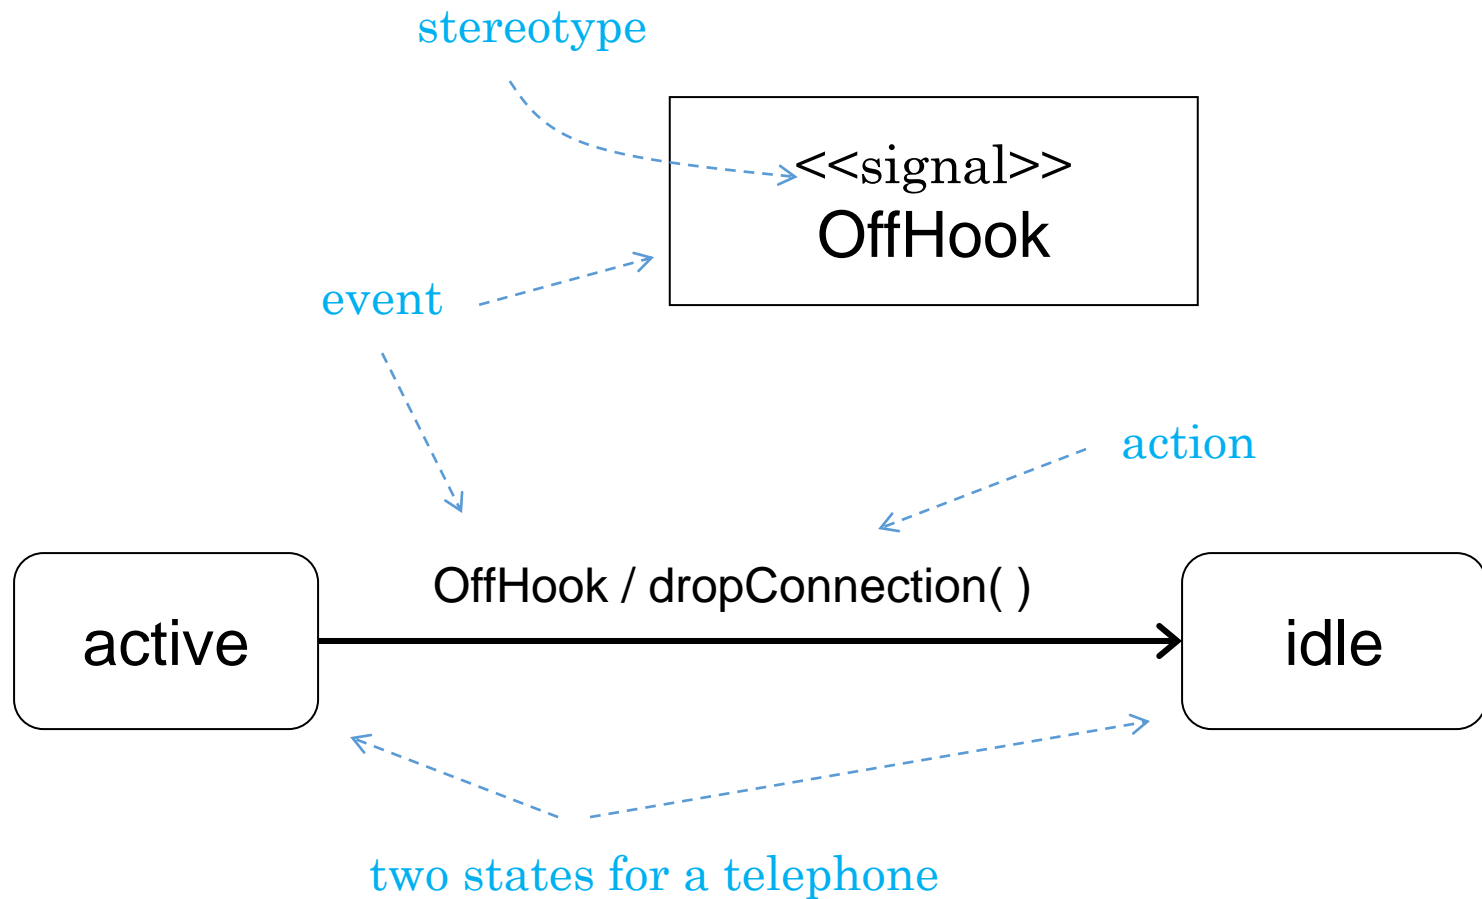 stereotype
<<signal>>
OffHook
event
action
OffHook / dropConnection( )
active
idle
two states for a telephone